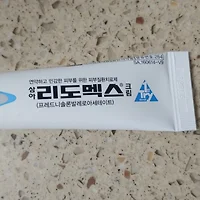 연약하고 민감한 피부를 위한 피부질환치료제
삼아 리도멕스® 크림
(프레드니솔론발레로아세테이트)